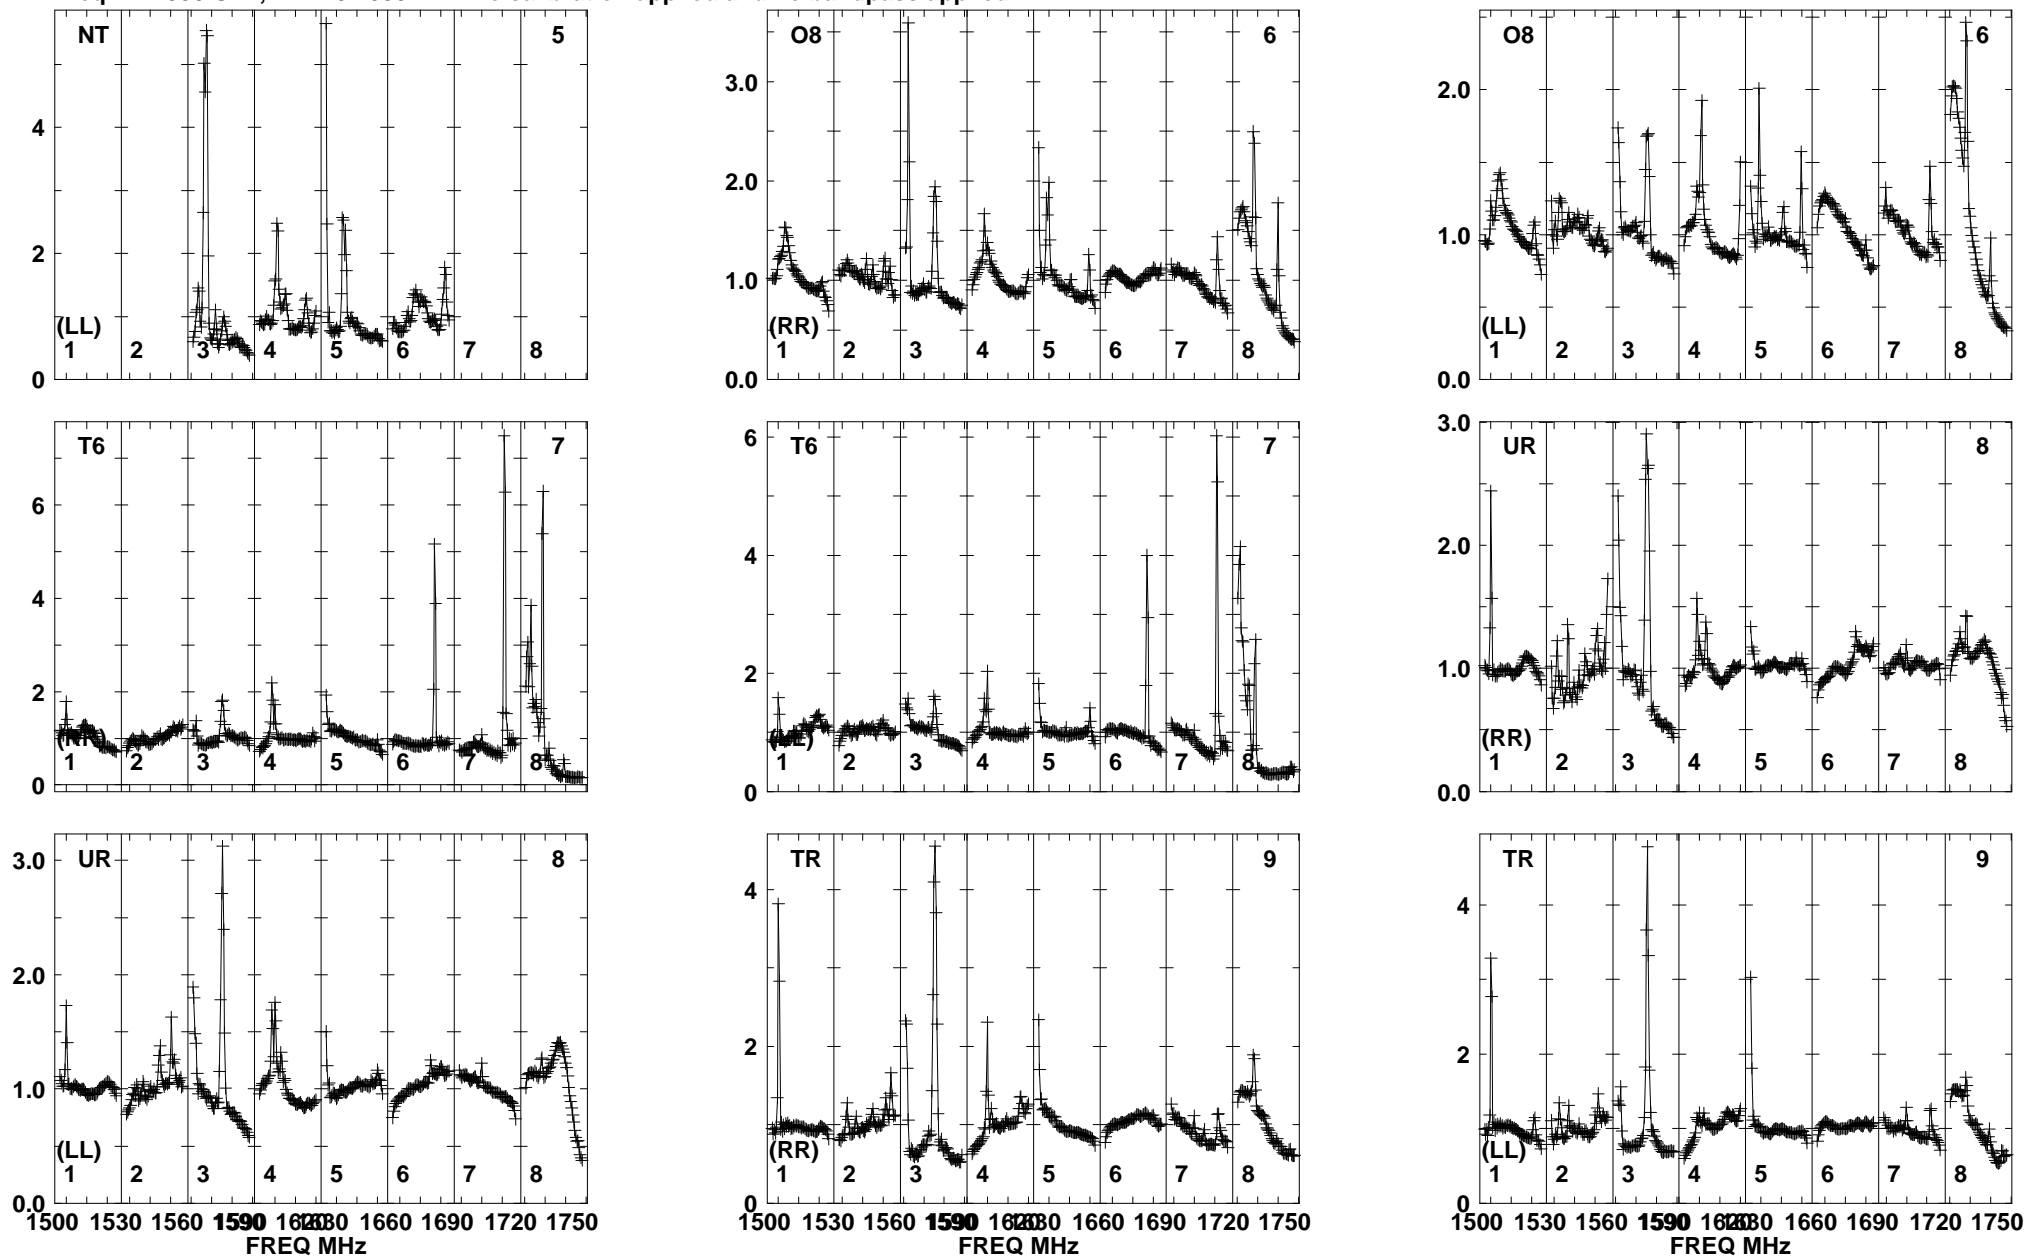 NT 5 O8 6 O8 6
4 3.0 2.0
2 2.0 1.0
0 1.0 0.0
(LL) 0.0 (LL)
1 2 3 4 5 6 7 8 (RR) 1 2 3 4 5 6 7 8
1 2 3 4 5 6 7 8
T6 7 T6 7 UR 8
6 6 3.0
4 4 2.0
2 2 1.0
0 0 0.0
(RR) (LL) (RR)
1 2 3 4 5 6 7 8 1 2 3 4 5 6 7 8 1 2 3 4 5 6 7 8
UR 8 TR 9 TR 9
3.0 4 4
2.0 2 2
1.0 0 0
0.0
(LL) (RR) (LL)
1 2 3 4 5 6 7 8 1 2 3 4 5 6 7 8 1 2 3 4 5 6 7 8
1500 1530 1560 1590 1630 1660 1690 1720 1750 1500 1530 1560 1590 1630 1660 1690 1720 1750 1500 1530 1560 1590 1630 1660 1690 1720 1750
FREQ MHz FREQ MHz FREQ MHz